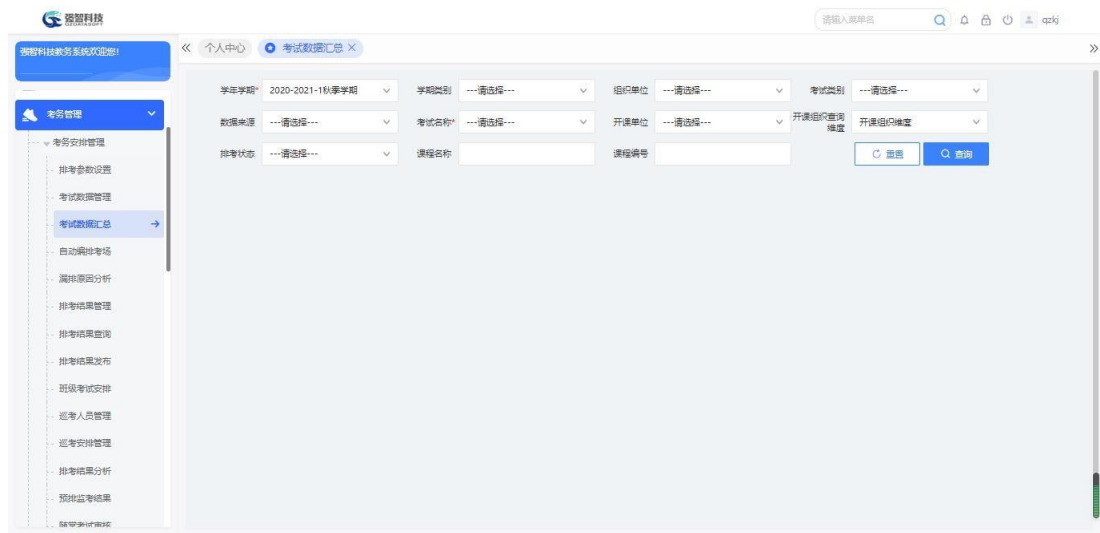 强智科技
QZDATASOFT
请输入菜单名
qzkj
强智科技教务系统欢迎您!
个人中心
考试数据汇总
学年学期* 2020-2021-1秋季学期 学期类别 ---请选择--- 组织单位 ---请选择--- 考试类别 ---请选择---
数据来源 ---请选择--- 考试名称* ---请选择--- 开课单位 ---请选择--- 开课组织查询维度 开课组织维度
排考状态 ---请选择--- 课程名称 课程编号 重置 查询
考务管理
考务安排管理
排考参数设置
考试数据管理
考试数据汇总
自动编排考场
漏排原因分析
排考结果管理
排考结果查询
排考结果发布
班级考试安排
巡考人员管理
巡考安排管理
排考结果分析
预排监考结果
随堂考试审核